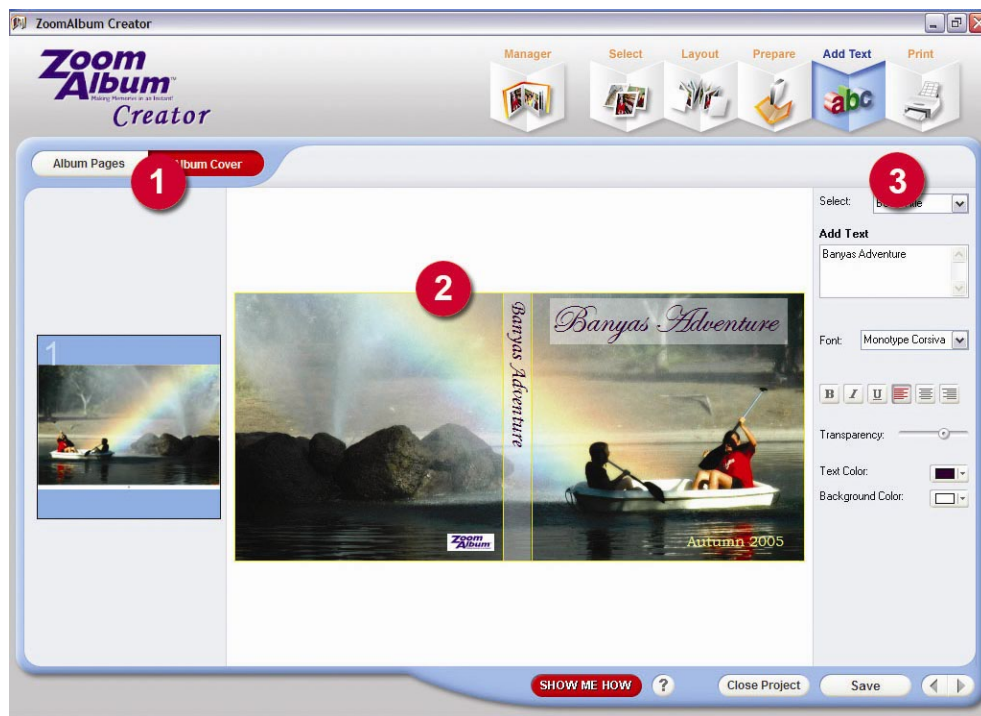 ZoomAlbum Creator
Zoom
Album™
Making Memories in an Instant!
Creator
Manager
Select
Layout
Prepare
Add Text
Print
abc
Album Pages
Album Cover
1
2
3
Select:
Add Text
Banyas Adventure
Font:
Monotype Corsiva
B
I
U
Transparency:
Text Color:
Background Color:
1
Banyas Adventure
Banyas Adventure
Zoom
Album
Autumn 2005
SHOW ME HOW
?
Close Project
Save